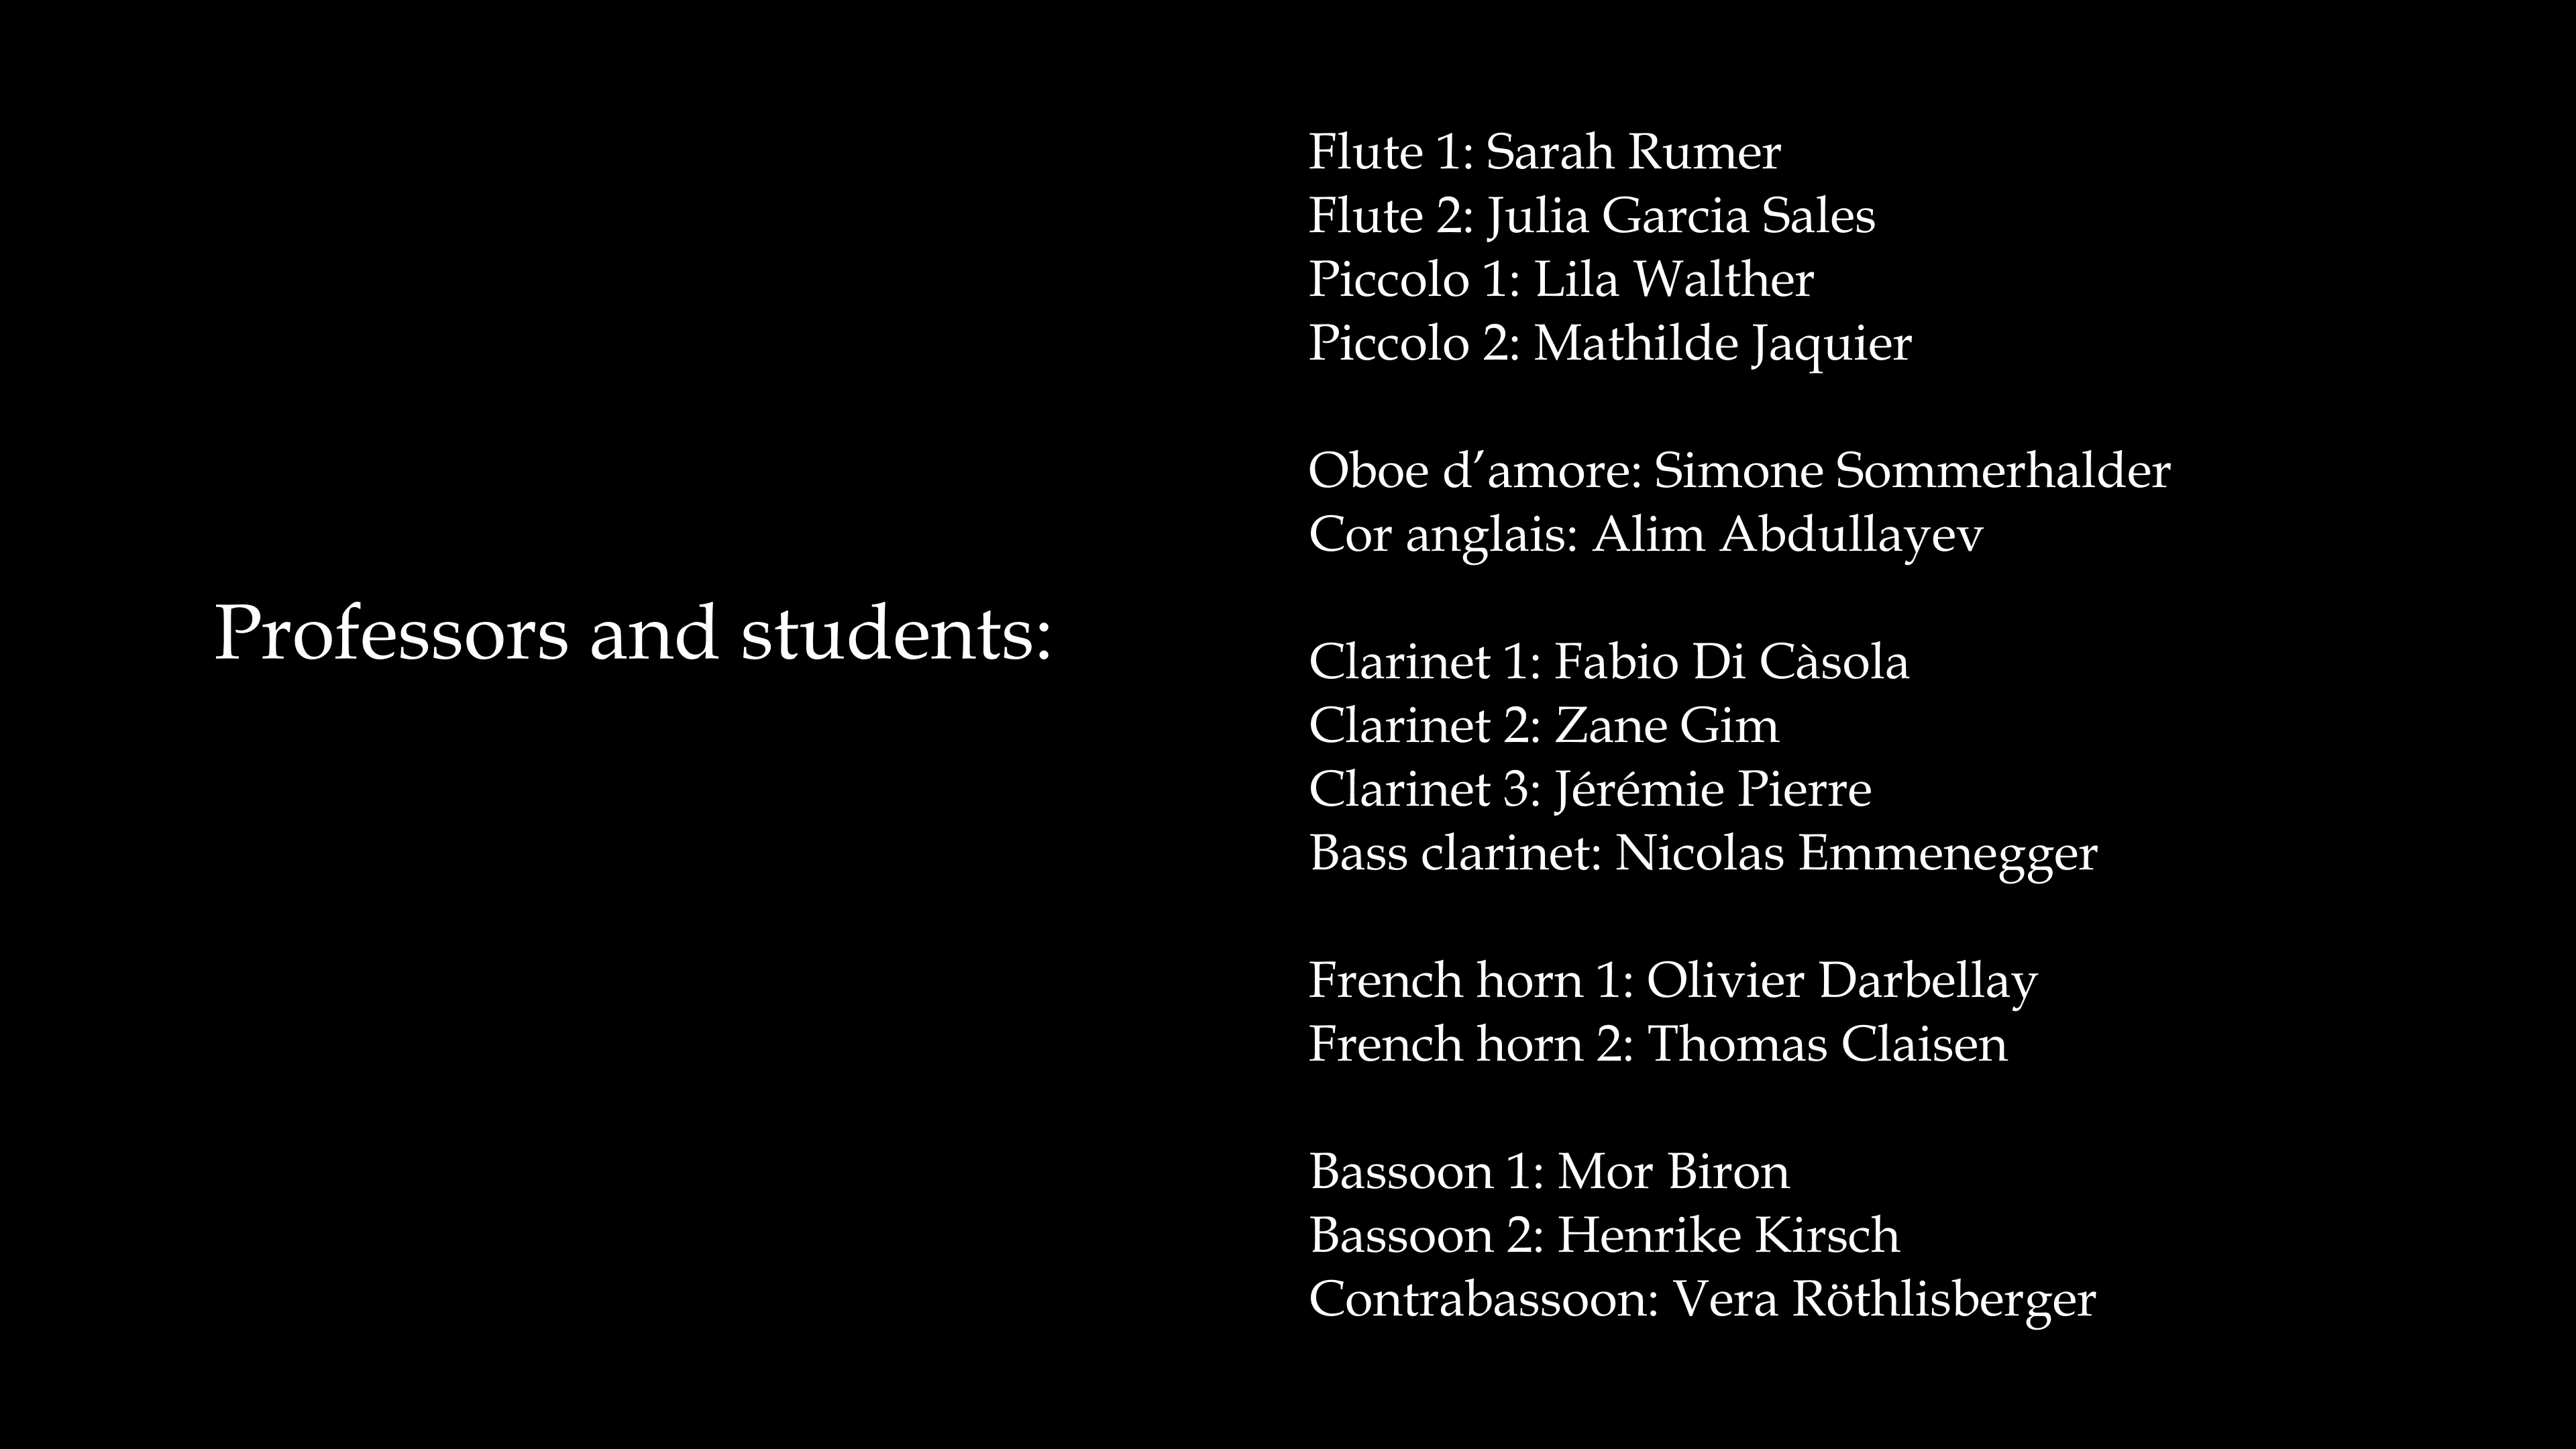 Professors and students:
Flute 1: Sarah Rumer
Flute 2: Julia Garcia Sales
Piccolo 1: Lila Walther
Piccolo 2: Mathilde Jaquier
Oboe d’amore: Simone Sommerhalder
Cor anglais: Alim Abdullayev
Clarinet 1: Fabio Di Càsola
Clarinet 2: Zane Gim
Clarinet 3: Jérémie Pierre
Bass clarinet: Nicolas Emmenegger
French horn 1: Olivier Darbellay
French horn 2: Thomas Claisen
Bassoon 1: Mor Biron
Bassoon 2: Henrike Kirsch
Contrabassoon: Vera Röthlisberger